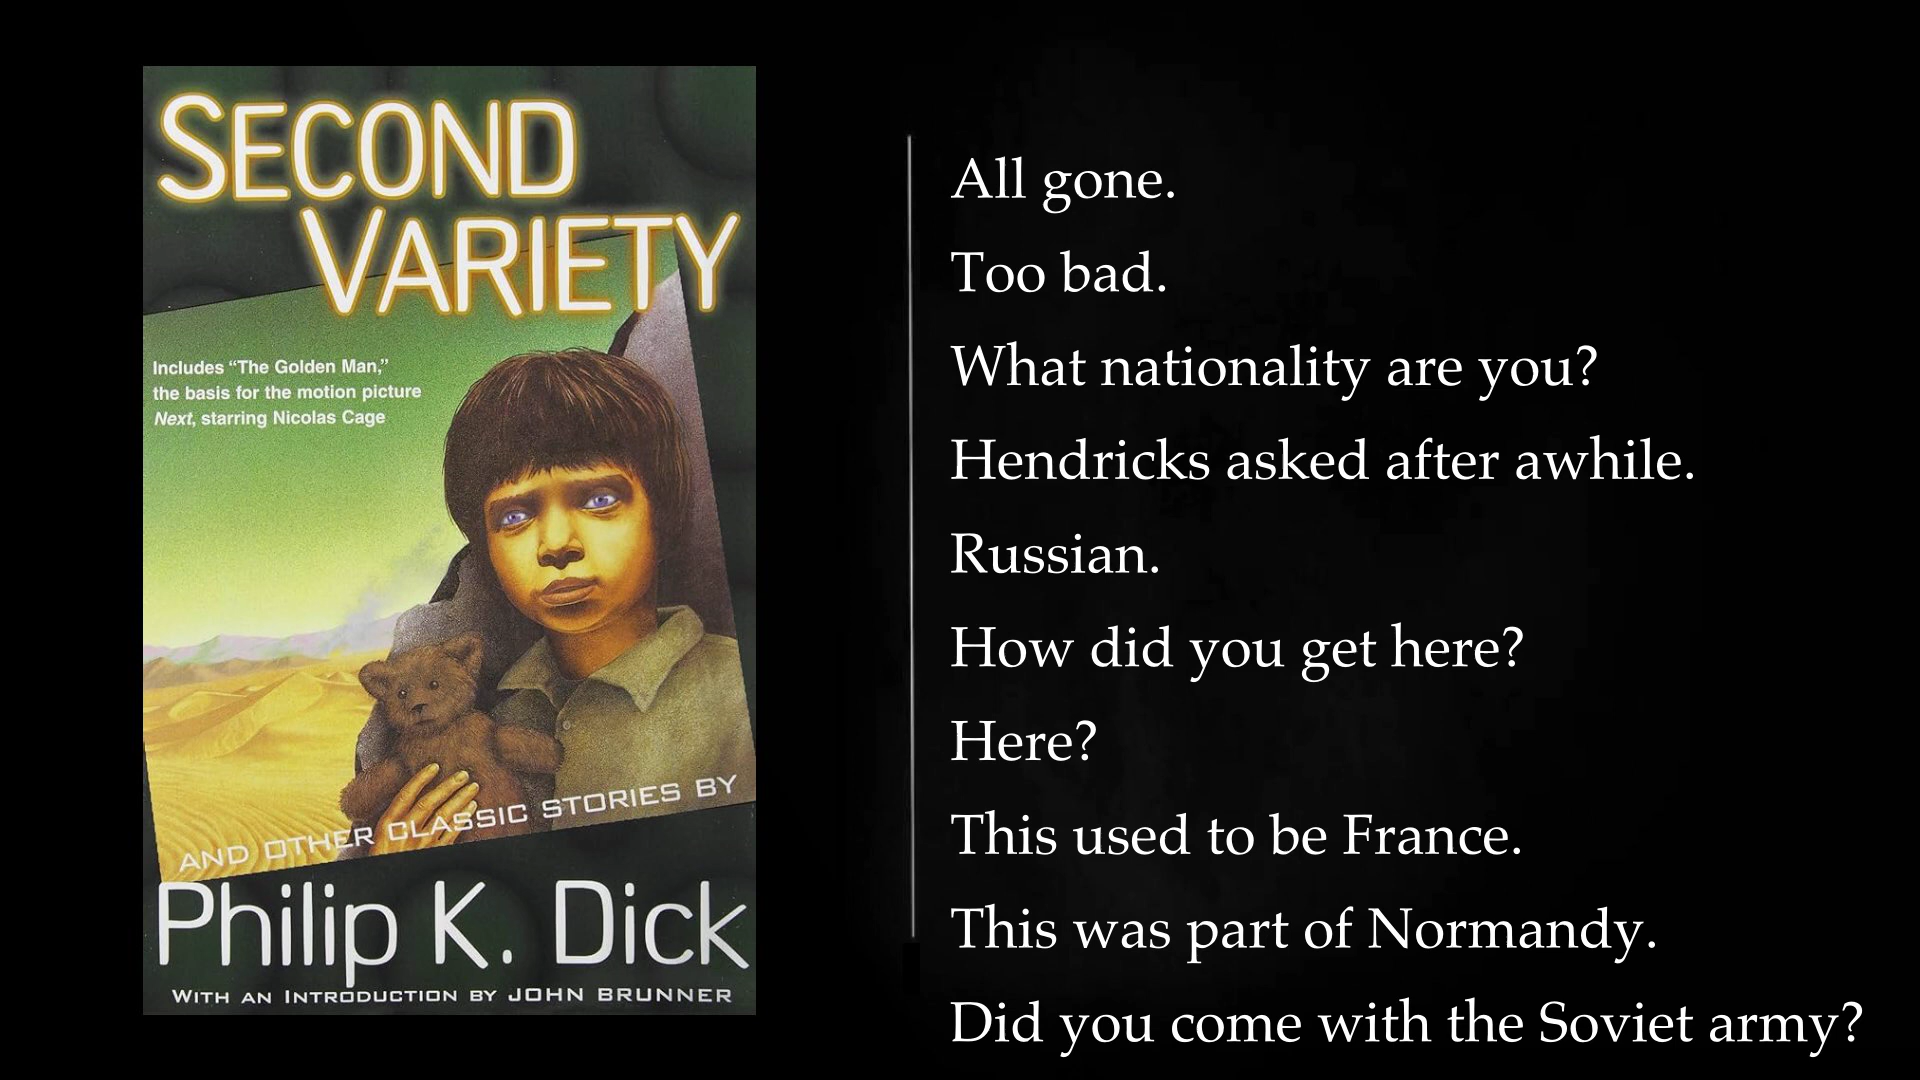 SECOND
VARIETY
Includes “The Golden Man,”
the basis for the motion picture
Next, starring Nicolas Cage
AND OTHER CLASSIC STORIES BY
Philip K. Dick
WITH AN INTRODUCTION BY JOHN BRUNNER
All gone.
Too bad.
What nationality are you?
Hendricks asked after awhile.
Russian.
How did you get here?
Here?
This used to be France.
This was part of Normandy.
Did you come with the Soviet army?